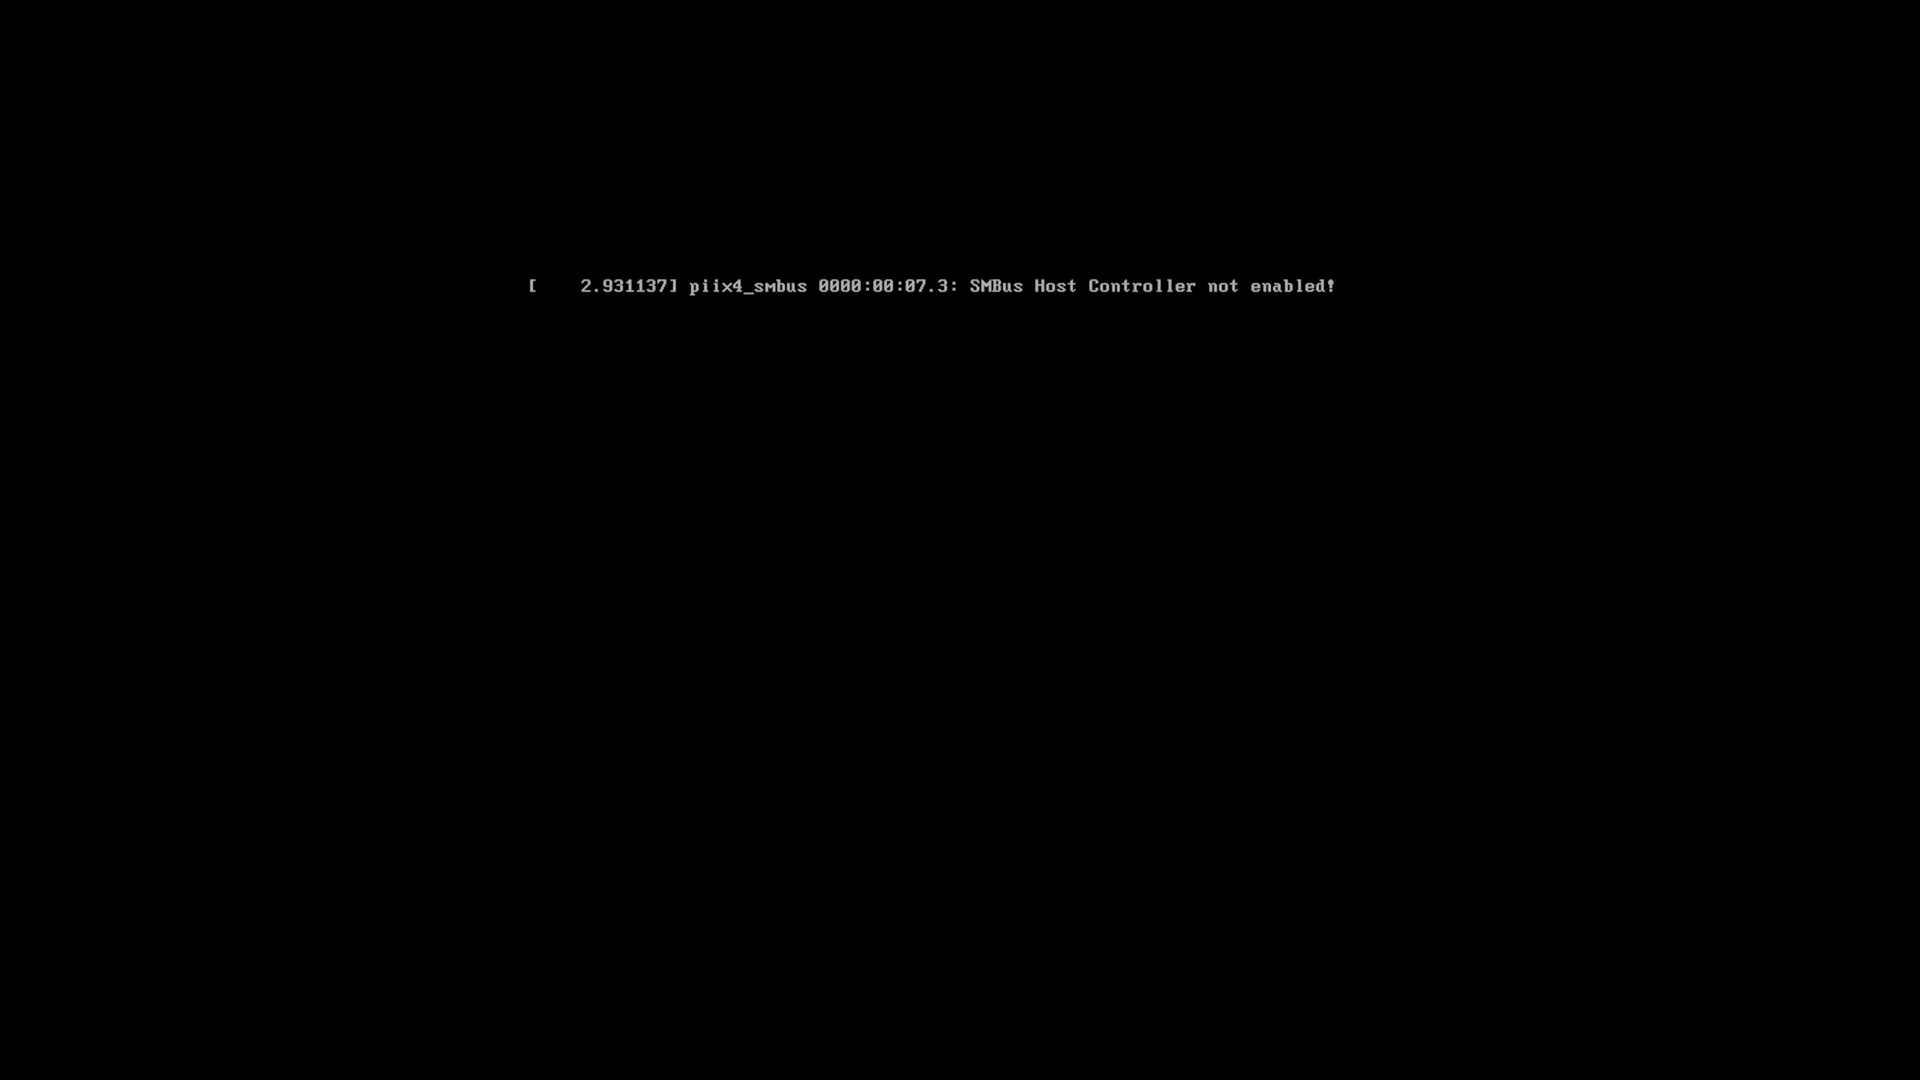 [    2.931137] piix4_smbus 0000:00:07.3: SMBus Host Controller not enabled!